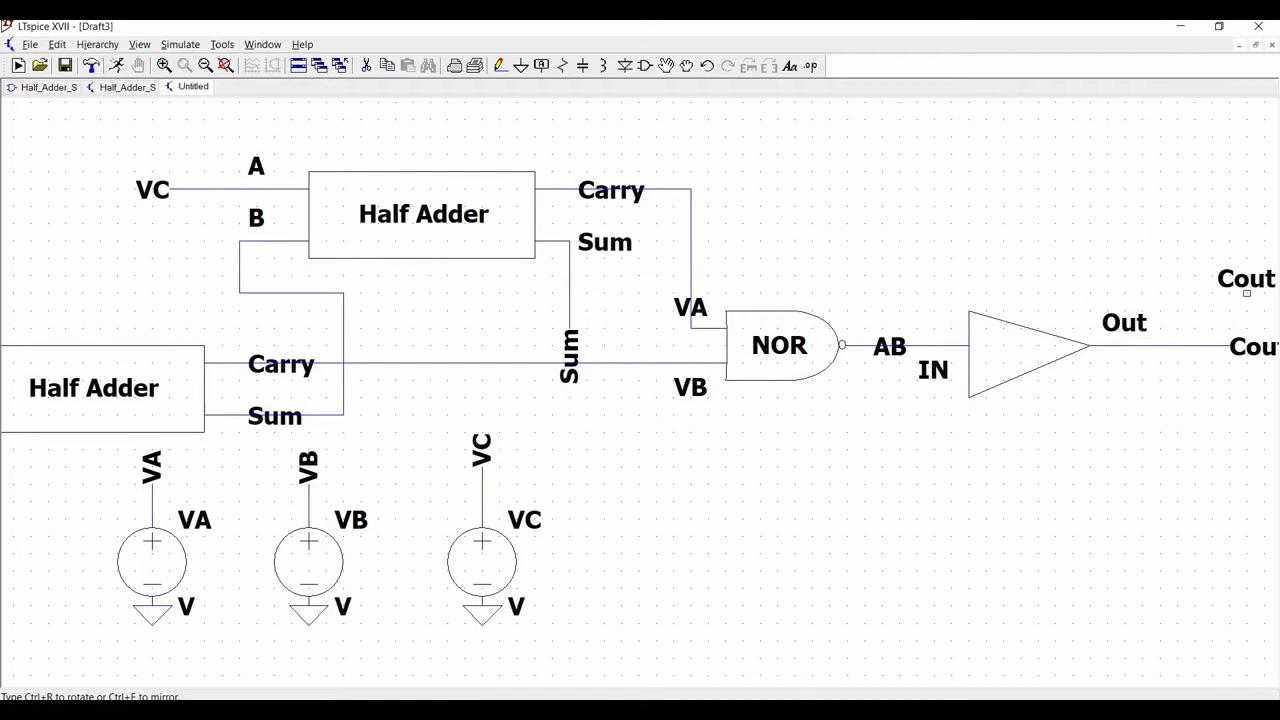 LTspice XVII - [Draft3]
File Edit Hierarchy View Simulate Tools Window Help
Half_Adder_S Half_Adder_S Untitled
A
VC
Carry
Half Adder
B
Sum
Cout
VA
Out
NOR
AB
Cou
Sum
Carry
IN
Half Adder
VB
Sum
VC
VA
VB
VA
VB
VC
V
V
V
Type Ctrl+R to rotate or Ctrl+E to mirror.